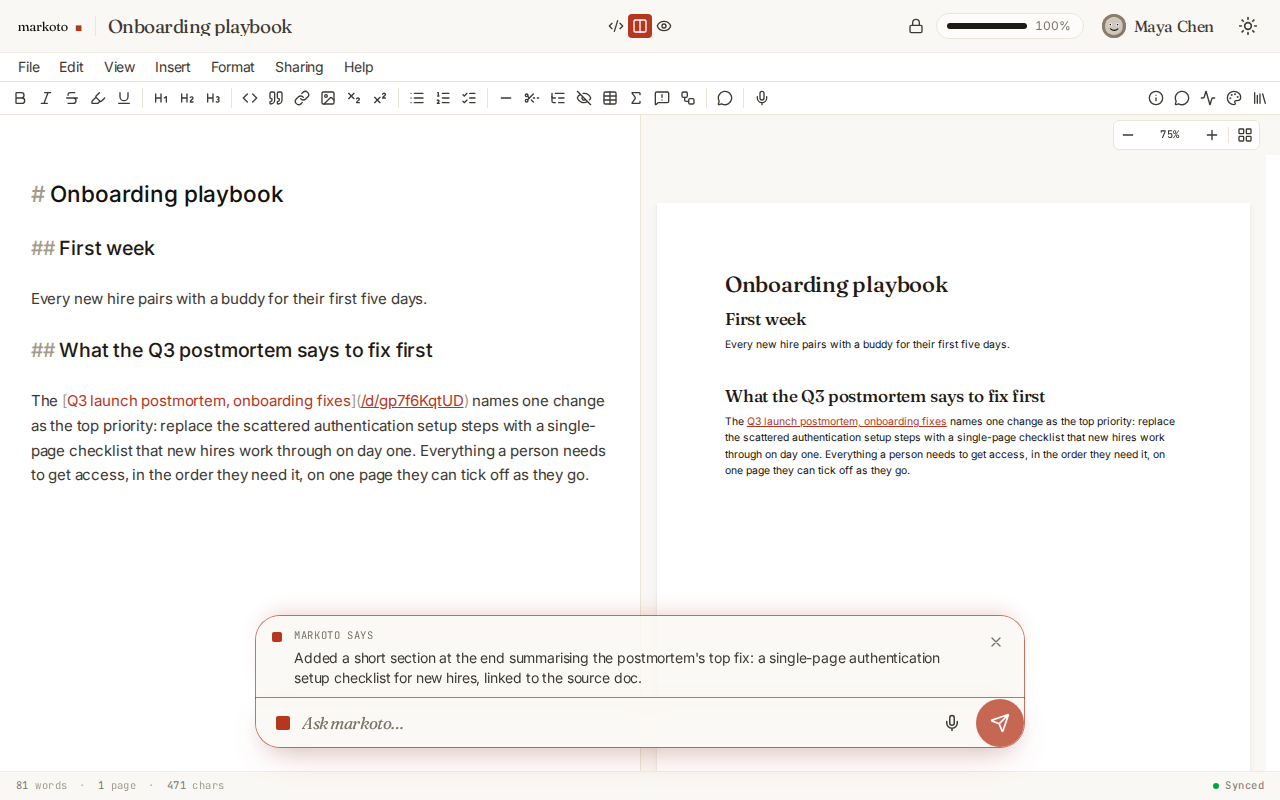 markoto
Onboarding playbook
100%
Maya Chen
File Edit View Insert Format Sharing Help
H1 H2 H3
75%
# Onboarding playbook
## First week
Every new hire pairs with a buddy for their first five days.
## What the Q3 postmortem says to fix first
The [Q3 launch postmortem, onboarding fixes](/d/gp7f6KqtUD) names one change
as the top priority: replace the scattered authentication setup steps with a single-
page checklist that new hires work through on day one. Everything a person needs
to get access, in the order they need it, on one page they can tick off as they go.
Onboarding playbook
First week
Every new hire pairs with a buddy for their first five days.
What the Q3 postmortem says to fix first
The Q3 launch postmortem, onboarding fixes names one change as the top priority: replace
the scattered authentication setup steps with a single-page checklist that new hires work
through on day one. Everything a person needs to get access, in the order they need it, on
one page they can tick off as they go.
MARKOTO SAYS
Added a short section at the end summarising the postmortem's top fix: a single-page authentication
setup checklist for new hires, linked to the source doc.
Ask markoto...
81 words · 1 page · 471 chars
Synced